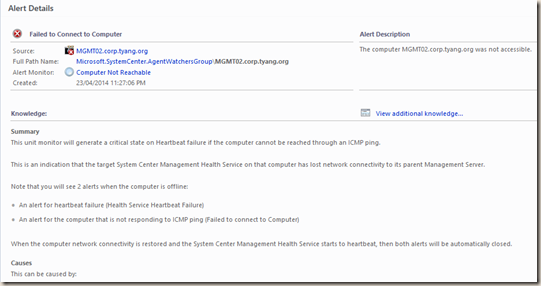 Alert Details
Failed to Connect to Computer
Source: MGMT02.corp.tyang.org
Full Path Name: Microsoft.SystemCenter.AgentWatchersGroup\MGMT02.corp.tyang.org
Alert Monitor: Computer Not Reachable
Created: 23/04/2014 11:27:06 PM
Alert Description
The computer MGMT02.corp.tyang.org was not accessible.
Knowledge:
View additional knowledge...
Summary
This unit monitor will generate a critical state on Heartbeat failure if the computer cannot be reached through an ICMP ping.
This is an indication that the target System Center Management Health Service on that computer has lost network connectivity to its parent Management Server.
Note that you will see 2 alerts when the computer is offline:
An alert for heartbeat failure (Health Service Heartbeat Failure)
An alert for the computer that is not responding to ICMP ping (Failed to connect to Computer)
When the computer network connectivity is restored and the System Center Management Health Service starts to heartbeat, then both alerts will be automatically closed.
Causes
This can be caused by: